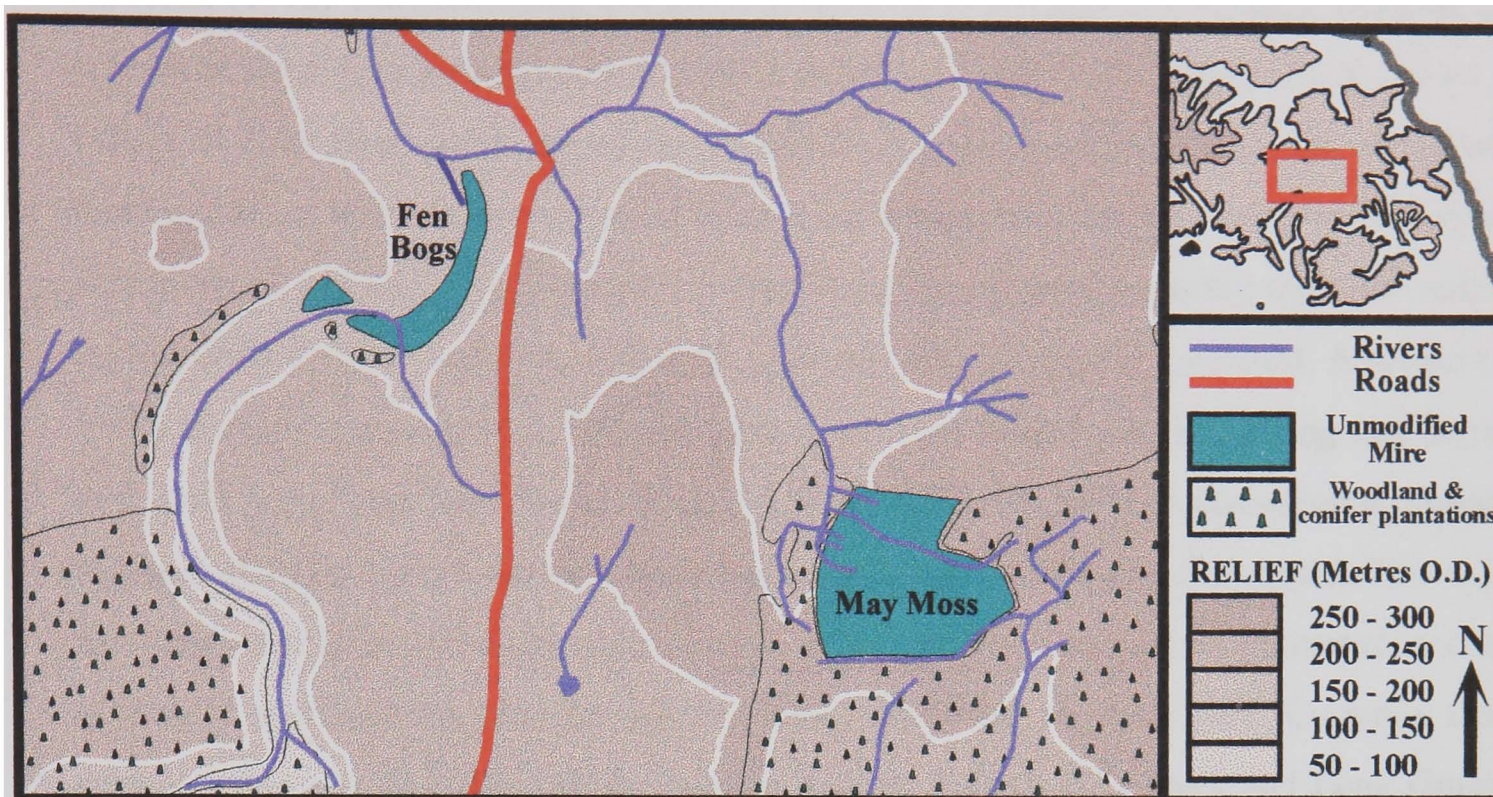 Fen
Bogs
May Moss
Rivers
Roads
Unmodified
Mire
Woodland &
conifer plantations
RELIEF (Metres O.D.)
250 - 300
200 - 250
150 - 200
100 - 150
50 - 100
N